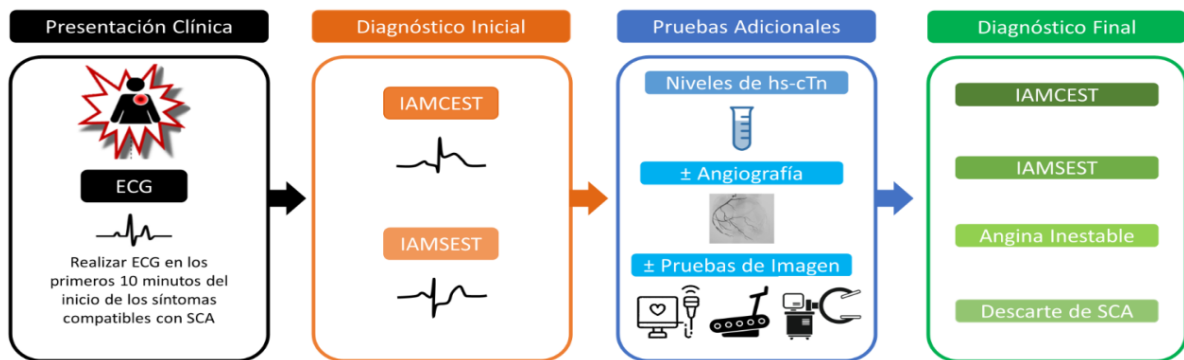 Presentación Clínica
ECG
Realizar ECG en los
primeros 10 minutos del
inicio de los síntomas
compatibles con SCA
Diagnóstico Inicial
IAMCEST
IAMSEST
Pruebas Adicionales
Niveles de hs-cTn
± Angiografía
± Pruebas de Imagen
Diagnóstico Final
IAMCEST
IAMSEST
Angina Inestable
Descarte de SCA